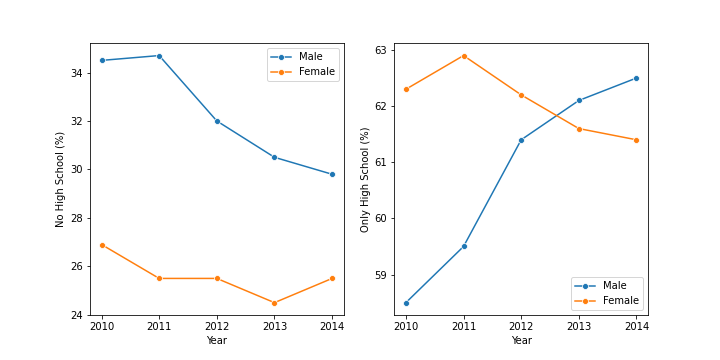 No High School (%)
34
32
30
28
26
24
2010 2011 2012 2013 2014
Year
Male
Female
Only High School (%)
63
62
61
60
59
2010 2011 2012 2013 2014
Year
Male
Female